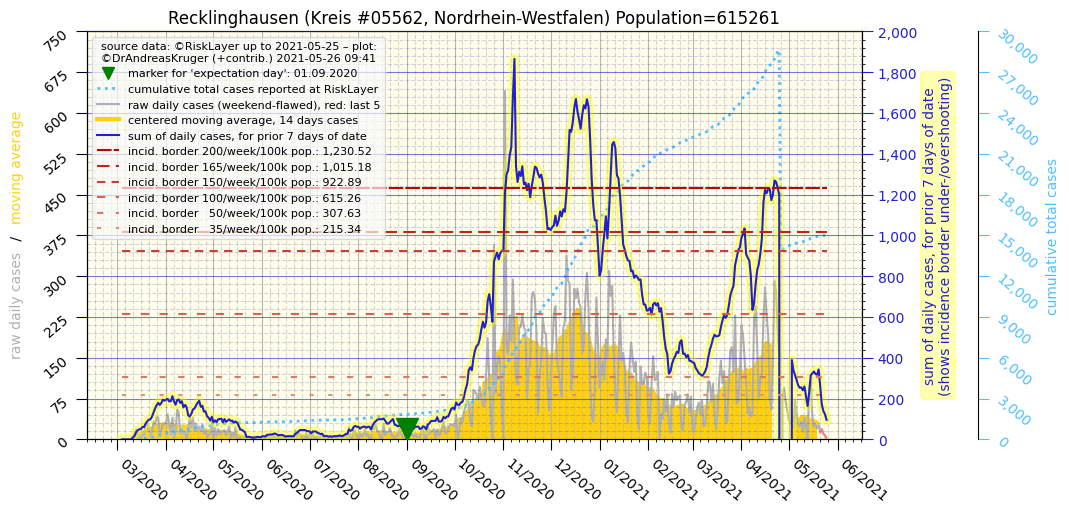 Recklinghausen (Kreis #05562, Nordrhein-Westfalen) Population=615261
source data: ©RiskLayer up to 2021-05-25 – plot:
©DrAndreasKruger (+contrib.) 2021-05-26 09:41
marker for 'expectation day': 01.09.2020
cumulative total cases reported at RiskLayer
raw daily cases (weekend-flawed), red: last 5
centered moving average, 14 days cases
sum of daily cases, for prior 7 days of date
incid. border 200/week/100k pop.: 1,230.52
incid. border 165/week/100k pop.: 1,015.18
incid. border 150/week/100k pop.: 922.89
incid. border 100/week/100k pop.: 615.26
incid. border   50/week/100k pop.: 307.63
incid. border   35/week/100k pop.: 215.34
raw daily cases / moving average
750
675
600
525
450
375
300
225
150
75
0
03/2020
04/2020
05/2020
06/2020
07/2020
08/2020
09/2020
10/2020
11/2020
12/2020
01/2021
02/2021
03/2021
04/2021
05/2021
06/2021
2,000
1,800
1,600
1,400
1,200
1,000
800
600
400
200
0
sum of daily cases, for prior 7 days of date
(shows incidence border under-/overshooting)
30,000
27,000
24,000
21,000
18,000
15,000
12,000
9,000
6,000
3,000
0
cumulative total cases